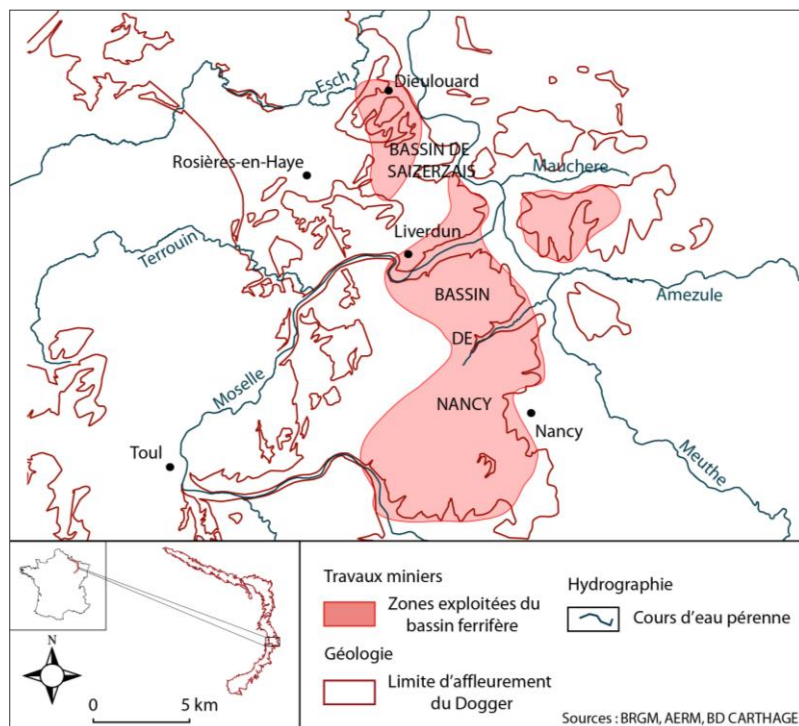 Esch
Dieulouard
BASSIN DE
SAIZERZAIS
Rosières-en-Haye
Mauchere
Liverdun
Terrouin
BASSIN
Amezule
DE
Moselle
NANCY
Nancy
Toul
Meuthe
N
0 5 km
Travaux miniers
Zones exploitées du
bassin ferrifère
Géologie
Limite d'affleurement
du Dogger
Hydrographie
Cours d'eau pérenne
Sources : BRGM, AERM, BD CARTHAGE